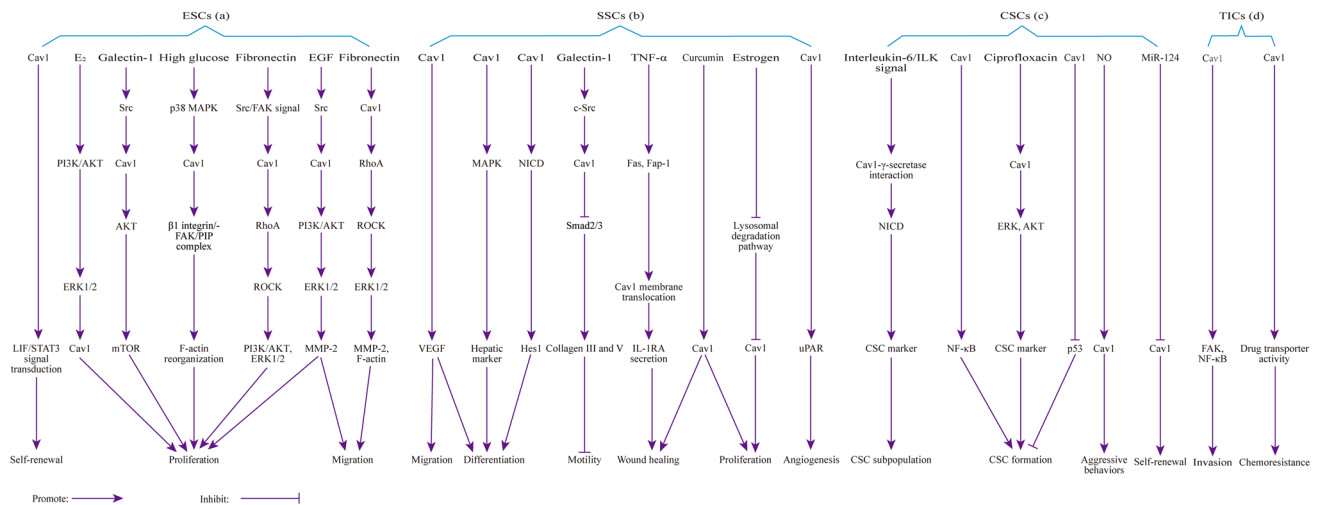 ESCs (a)
SSCs (b)
CSCs (c)
TICs (d)
Cav1
E₂
Galectin-1
High glucose
Fibronectin
EGF
Fibronectin
Cav1
Cav1
Cav1
Galectin-1
TNF-α
Curcumin
Estrogen
Cav1
Interleukin-6/ILK
signal
Cav1
Ciprofloxacin
Cav1
NO
MiR-124
Cav1
Cav1
Src
p38 MAPK
Src/FAK signal
Src
Cav1
c-Src
PI3K/AKT
Cav1
Cav1
Cav1
Cav1
RhoA
MAPK
NICD
Cav1
Fas, Fap-1
Cav1-γ-secretase
interaction
Cav1
AKT
β1 integrin/-
FAK/PIP
complex
RhoA
PI3K/AKT
ROCK
Smad2/3
Lysosomal
degradation
pathway
NICD
ERK, AKT
ERK1/2
ROCK
ERK1/2
ERK1/2
Cav1 membrane
translocation
LIF/STAT3
signal
transduction
Cav1
mTOR
F-actin
reorganization
PI3K/AKT,
ERK1/2
MMP-2
MMP-2,
F-actin
VEGF
Hepatic
marker
Hes1
Collagen III and V
IL-1RA
secretion
Cav1
Cav1
uPAR
CSC marker
NF-κB
CSC marker
p53
Cav1
Cav1
FAK,
NF-κB
Drug transporter
activity
Self-renewal
Proliferation
Migration
Migration
Differentiation
Motility
Wound healing
Proliferation
Angiogenesis
CSC subpopulation
CSC formation
Aggressive
behaviors
Self-renewal
Invasion
Chemoresistance
Promote:
Inhibit: